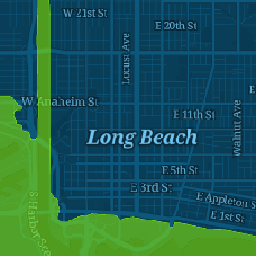 W 21st St
E 20th St
Locust Ave
W Anaheim St
E 11th St
Walnut Ave
Long Beach
E 5th St
E 3rd St
E Appleton St
E 1st St